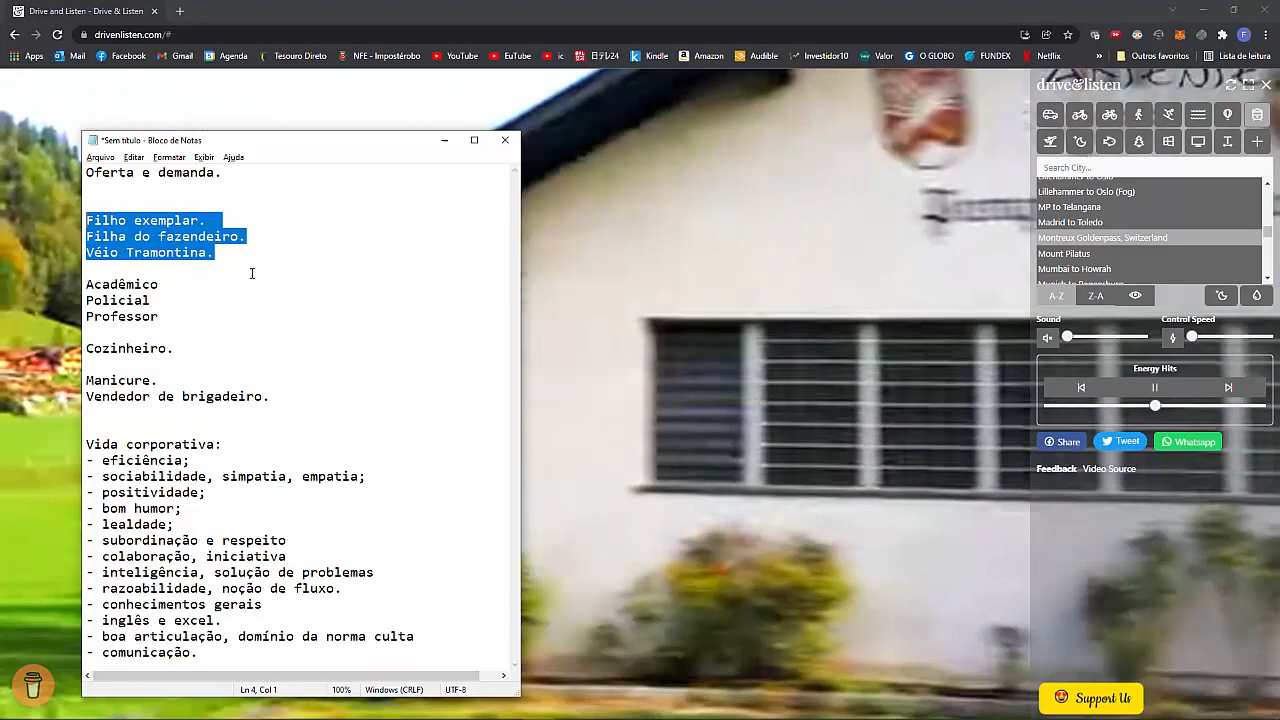 Drive and Listen - Drive & Listen
drivenlisten.com/#
Apps
Mail
Facebook
Gmail
Agenda
Tesouro Direto
NFE - Impostérobo
YouTube
EuTube
ic
Kindle
Amazon
Audible
Investidor10
Valor
O GLOBO
FUNDEX
Netflix
Outros favoritos
Lista de leitura
*Sem título - Bloco de Notas
Arquivo Editar Formatar Exibir Ajuda
Oferta e demanda.
Filho exemplar.
Filha do fazendeiro.
Véio Tramontina.
Acadêmico
Policial
Professor
Cozinheiro.
Manicure.
Vendedor de brigadeiro.
Vida corporativa:
- eficiência;
- sociabilidade, simpatia, empatia;
- positividade;
- bom humor;
- lealdade;
- subordinação e respeito
- colaboração, iniciativa
- inteligência, solução de problemas
- razoabilidade, noção de fluxo.
- conhecimentos gerais
- inglês e excel.
- boa articulação, domínio da norma culta
- comunicação.
Ln 4, Col 1
100%
Windows (CRLF)
UTF-8
drive&listen
Search City...
Lillehammer to Oslo
Lillehammer to Oslo (Fog)
MP to Telangana
Madrid to Toledo
Montreux Goldenpass, Switzerland
Mount Pilatus
Mumbai to Howrah
A-Z Z-A
Sound
Control Speed
Energy Hits
Share
Tweet
Whatsapp
Feedback Video Source
Support Us